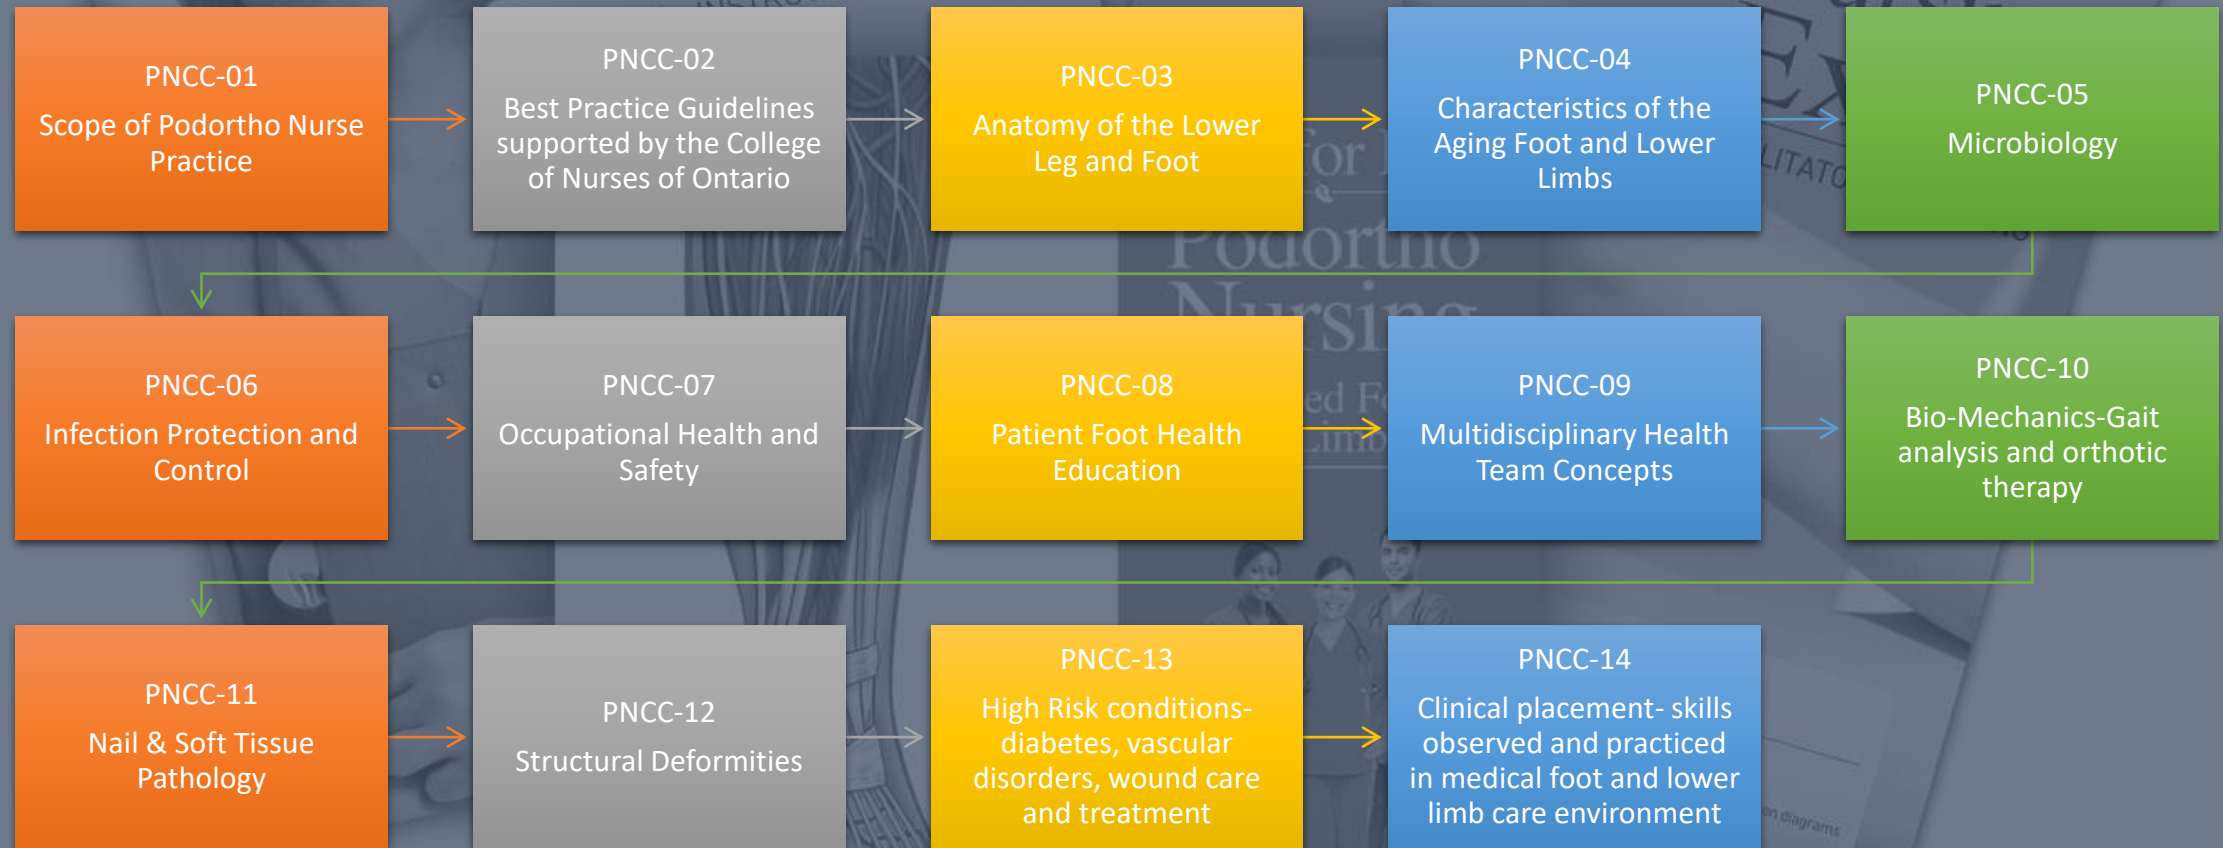 PNCC-01
Scope of Podortho Nurse
Practice
PNCC-02
Best Practice Guidelines
supported by the College
of Nurses of Ontario
PNCC-03
Anatomy of the Lower
Leg and Foot
PNCC-04
Characteristics of the
Aging Foot and Lower
Limbs
PNCC-05
Microbiology
for
Podortho
Nursing
PNCC-06
Infection Protection and
Control
PNCC-07
Occupational Health and
Safety
PNCC-08
Patient Foot Health
Education
PNCC-09
Multidisciplinary Health
Team Concepts
PNCC-10
Bio-Mechanics-Gait
analysis and orthotic
therapy
PNCC-11
Nail & Soft Tissue
Pathology
PNCC-12
Structural Deformities
PNCC-13
High Risk conditions-
diabetes, vascular
disorders, wound care
and treatment
PNCC-14
Clinical placement- skills
observed and practiced
in medical foot and lower
limb care environment
on diagrams